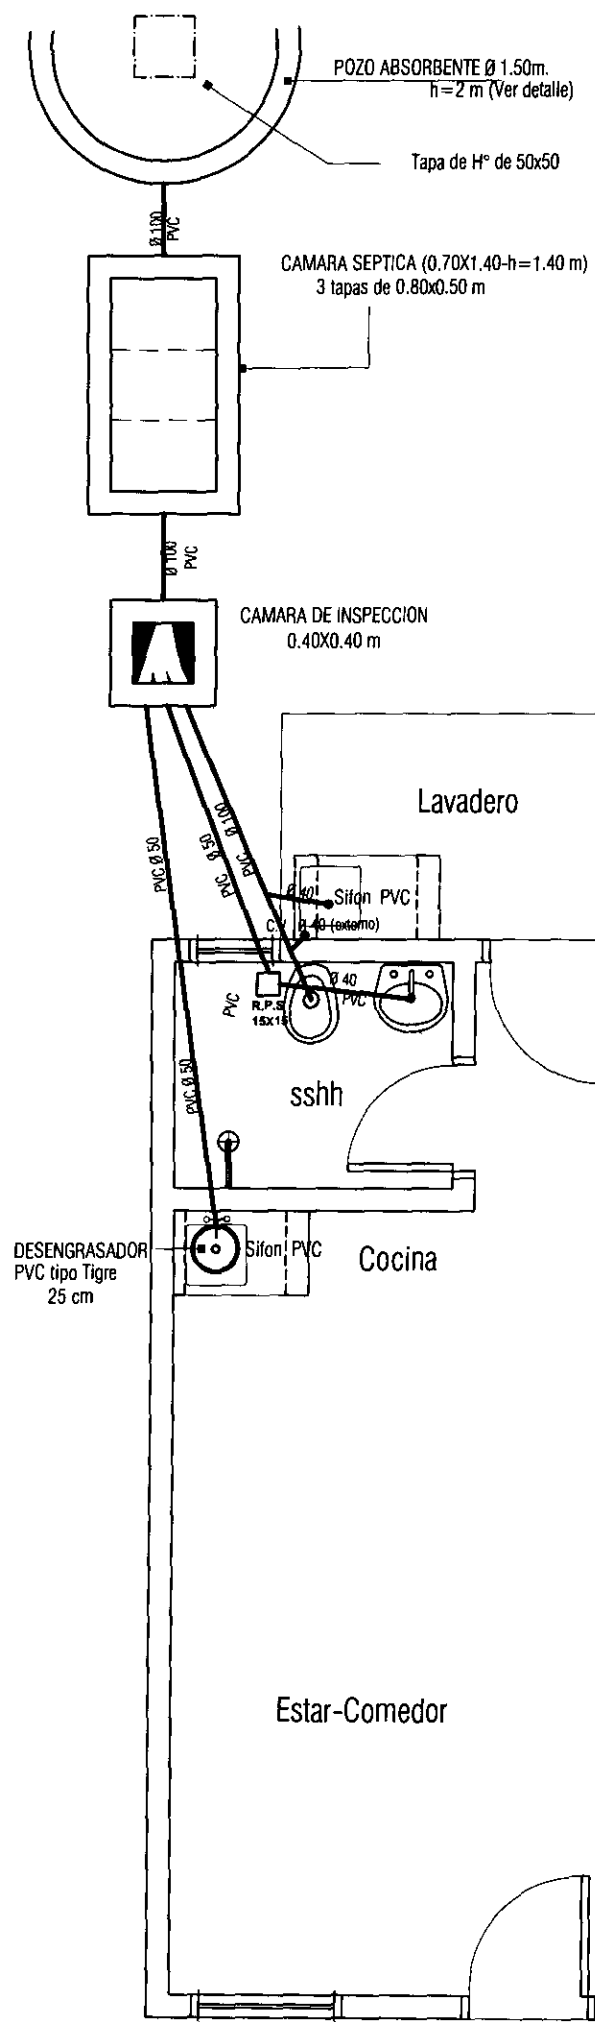 POZO ABSORBENTE Ø 1.50m.
h=2 m (Ver detalle)
Tapa de H° de 50x50
Ø 100
PVC
CAMARA SEPTICA (0.70X1.40-h=1.40 m)
3 tapas de 0.80x0.50 m
Ø 100
PVC
CAMARA DE INSPECCION
0.40X0.40 m
Lavadero
PVC Ø 50
PVC Ø 50
PVC Ø 100
Ø 40
Sifon PVC
C.V. Ø 40 (externo)
Ø 40
PVC
PVC
R.P.S
15X15
sshh
PVC Ø 50
DESENGRASADOR
PVC tipo Tigre
25 cm
Sifon PVC
Cocina
Estar-Comedor